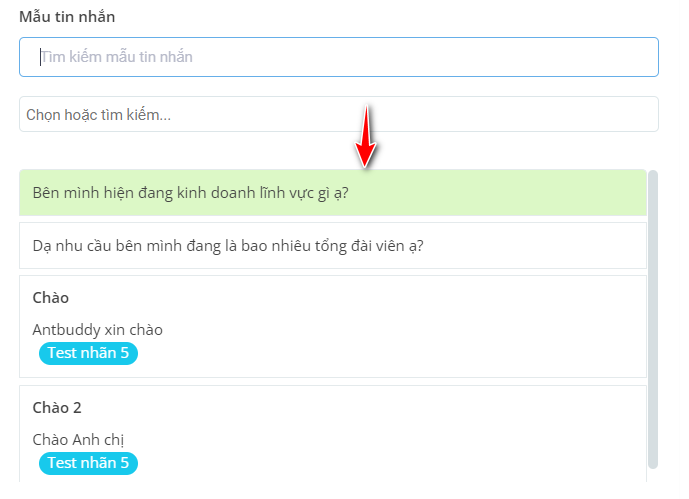 Mẫu tin nhắn
Tìm kiếm mẫu tin nhắn
Chọn hoặc tìm kiếm...
Bên mình hiện đang kinh doanh lĩnh vực gì ạ?
Dạ nhu cầu bên mình đang là bao nhiêu tổng đài viên ạ?
Chào
Antbuddy xin chào
Test nhãn 5
Chào 2
Chào Anh chị
Test nhãn 5